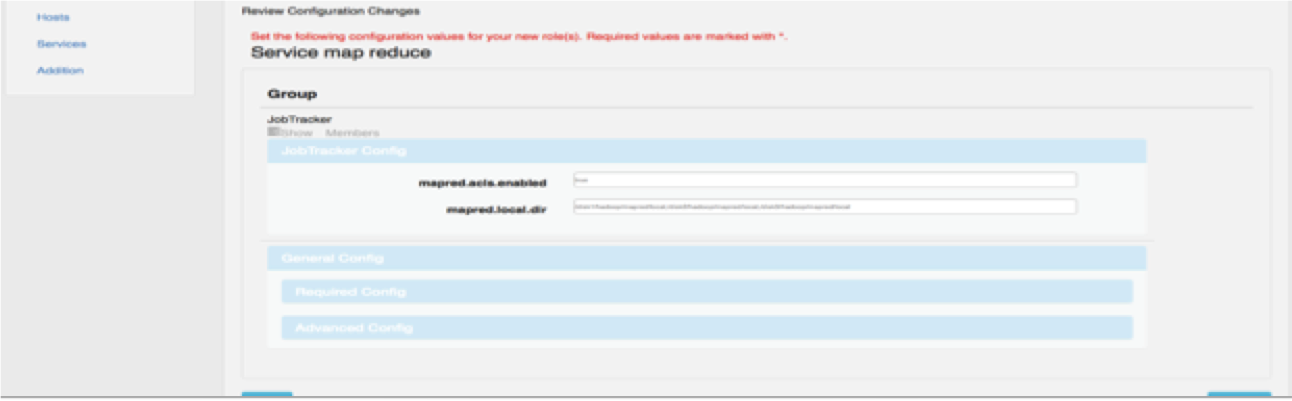 Hosts
Services
Addition
Review Configuration Changes
Set the following configuration values for your new role(s). Required values are marked with *.
Service map reduce
Group
JobTracker
Show Members
JobTracker Config
mapred.acls.enabled
true
mapred.local.dir
General Config
Required Config
Advanced Config